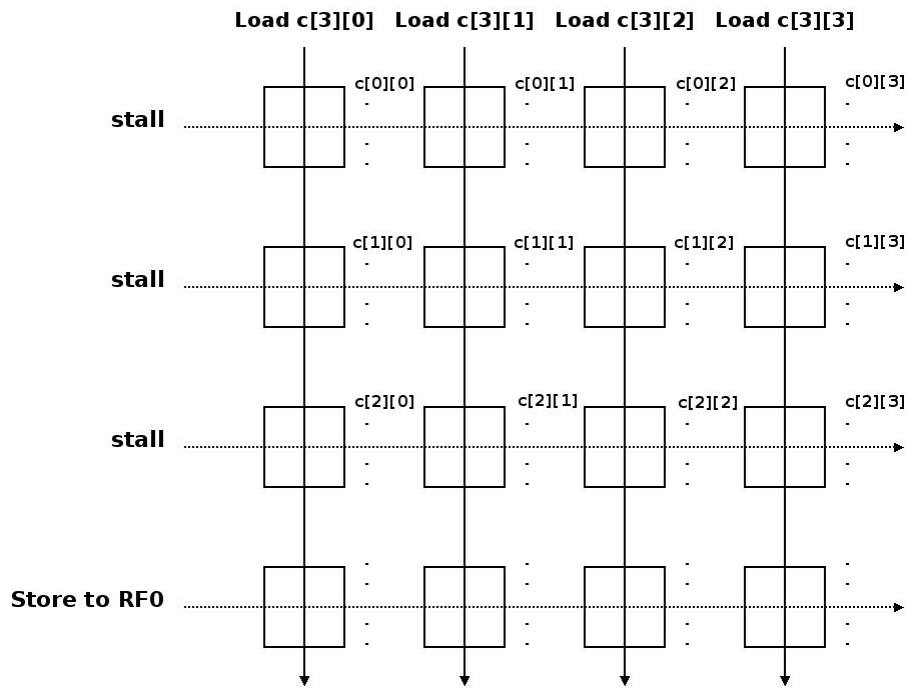 Load c[3][0] Load c[3][1] Load c[3][2] Load c[3][3]
c[0][0] c[0][1] c[0][2] c[0][3]
stall
c[1][0] c[1][1] c[1][2] c[1][3]
stall
c[2][0] c[2][1] c[2][2] c[2][3]
stall
Store to RF0